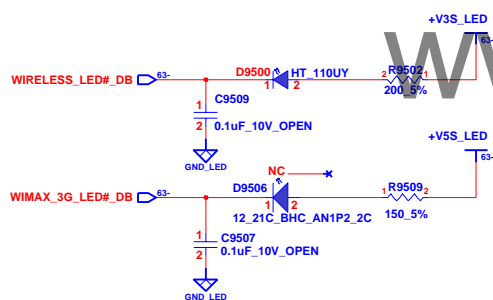 +V3S_LED
63-
WIRELESS_LED#_DB 63- D9500 HT_110UY R9502
1 2 2 1
200_5%
C9509
1
2
0.1uF_10V_OPEN
GND_LED
+V5S_LED
63-
NC
WIMAX_3G_LED#_DB 63- D9506 R9509
1 2 1 2
12_21C_BHC_AN1P2_2C 150_5%
C9507
1
2
0.1uF_10V_OPEN
GND_LED